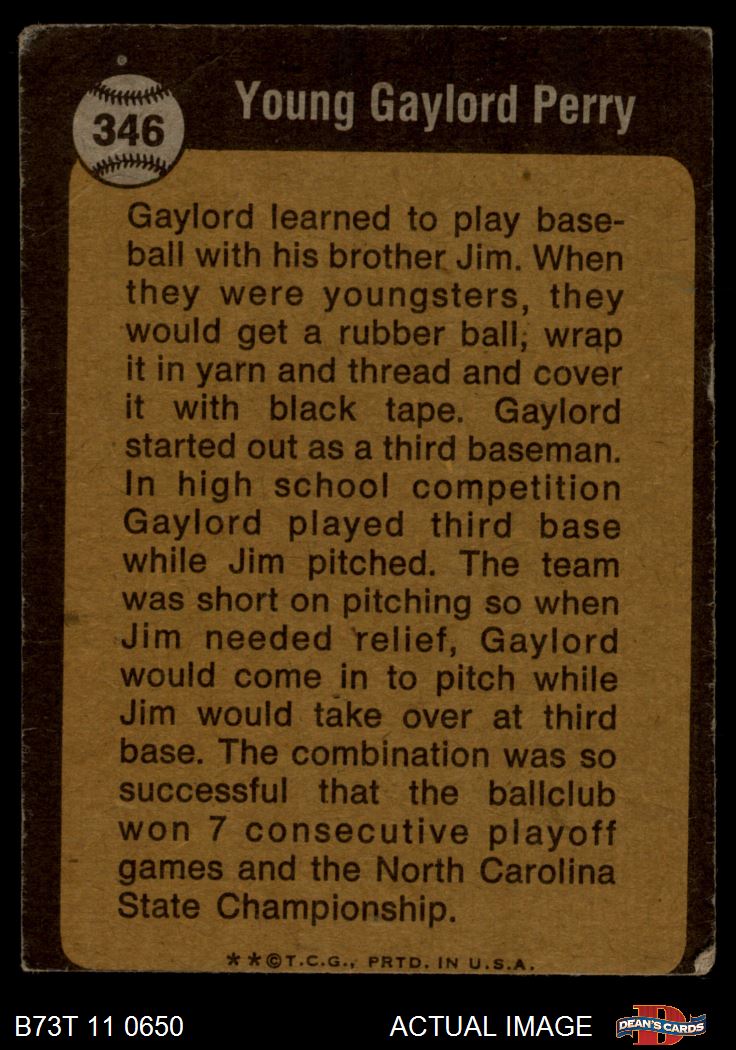 346
Young Gaylord Perry
Gaylord learned to play base-
ball with his brother Jim. When
they were youngsters, they
would get a rubber ball, wrap
it in yarn and thread and cover
it with black tape. Gaylord
started out as a third baseman.
In high school competition
Gaylord played third base
while Jim pitched. The team
was short on pitching so when
Jim needed relief, Gaylord
would come in to pitch while
Jim would take over at third
base. The combination was so
successful that the ballclub
won 7 consecutive playoff
games and the North Carolina
State Championship.
**©T.C.G., PRTD. IN U.S.A.
B73T 11 0650 ACTUAL IMAGE D DEAN'S CARDS